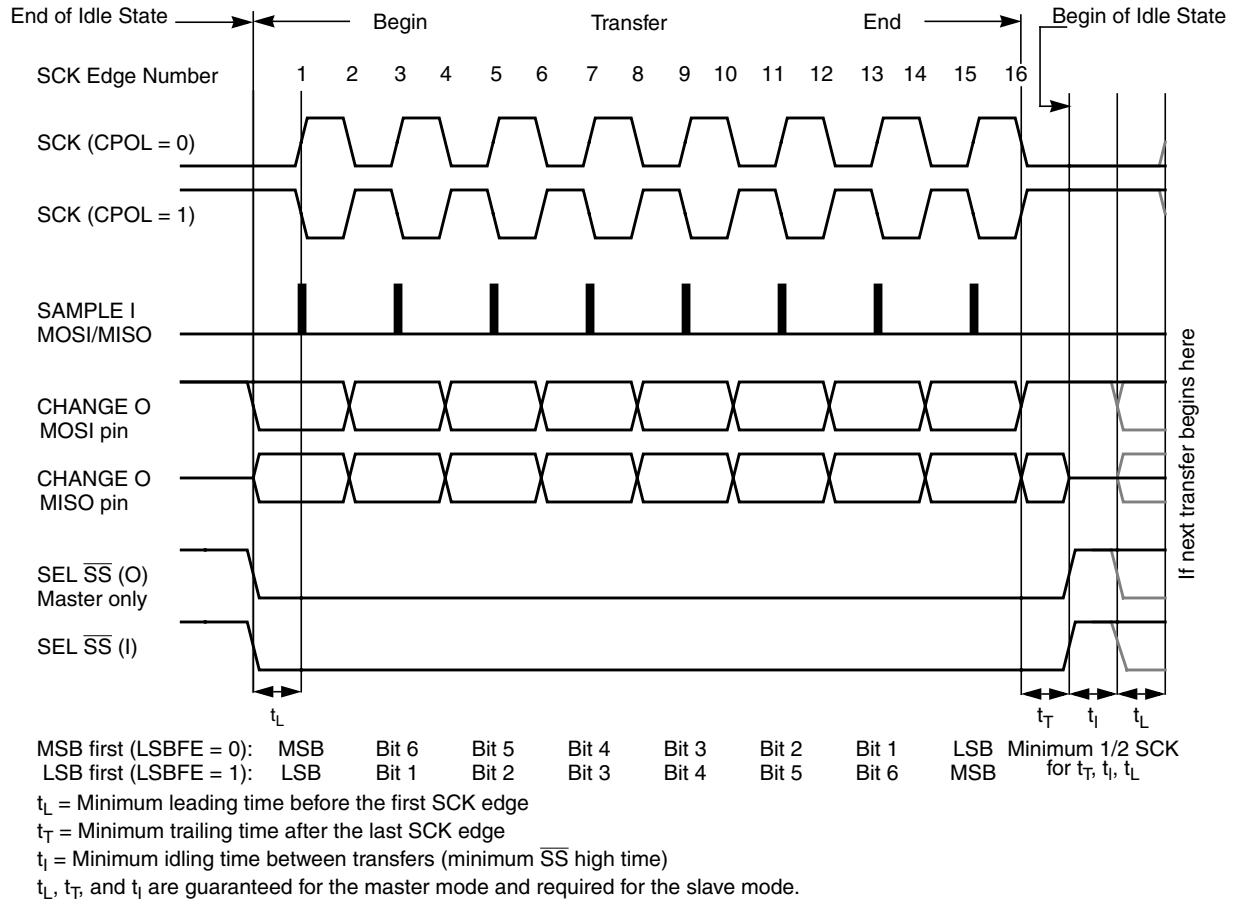 End of Idle State
Begin
Transfer
End
Begin of Idle State
SCK Edge Number
1 2 3 4 5 6 7 8 9 10 11 12 13 14 15 16
SCK (CPOL = 0)
SCK (CPOL = 1)
SAMPLE I
MOSI/MISO
CHANGE O
MOSI pin
CHANGE O
MISO pin
SEL SS (O)
Master only
SEL SS (I)
If next transfer begins here
tL
tT tI tL
MSB first (LSBFE = 0): MSB Bit 6 Bit 5 Bit 4 Bit 3 Bit 2 Bit 1 LSB
LSB first (LSBFE = 1): LSB Bit 1 Bit 2 Bit 3 Bit 4 Bit 5 Bit 6 MSB
Minimum 1/2 SCK
for tT, tI, tL
tL = Minimum leading time before the first SCK edge
tT = Minimum trailing time after the last SCK edge
tI = Minimum idling time between transfers (minimum SS high time)
tL, tT, and tI are guaranteed for the master mode and required for the slave mode.